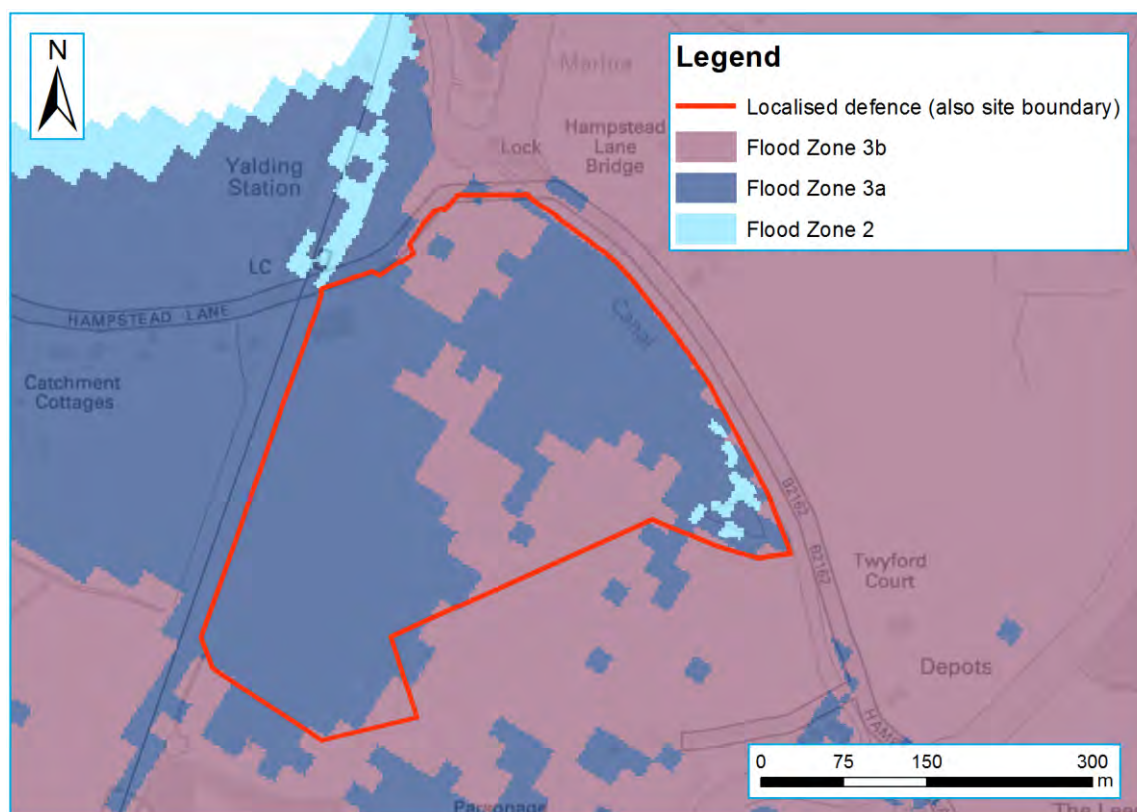 N
Legend
Localised defence (also site boundary)
Flood Zone 3b
Flood Zone 3a
Flood Zone 2
Marina
Hampstead
Lane
Bridge
Lock
Yalding
Station
LC
HAMPSTEAD LANE
Canal
Catchment
Cottages
B2162
B2162
Twyford
Court
Depots
0 75 150 300
m